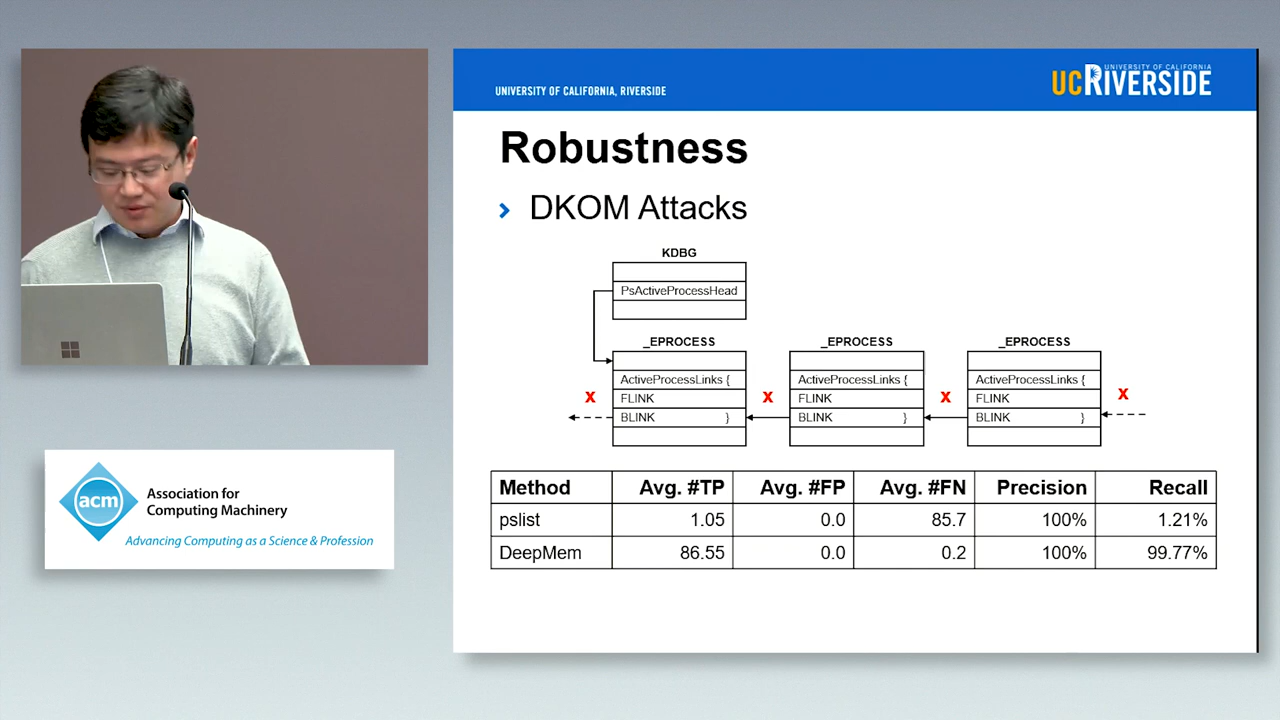 UNIVERSITY OF CALIFORNIA, RIVERSIDE
UNIVERSITY OF CALIFORNIA
UCRIVERSIDE
Robustness
DKOM Attacks
KDBG
PsActiveProcessHead
_EPROCESS _EPROCESS _EPROCESS
ActiveProcessLinks { ActiveProcessLinks { ActiveProcessLinks {
x FLINK x FLINK x FLINK x
BLINK } BLINK } BLINK }
Method Avg. #TP Avg. #FP Avg. #FN Precision Recall
pslist 1.05 0.0 85.7 100% 1.21%
DeepMem 86.55 0.0 0.2 100% 99.77%
acm
Association for
Computing Machinery
Advancing Computing as a Science & Profession